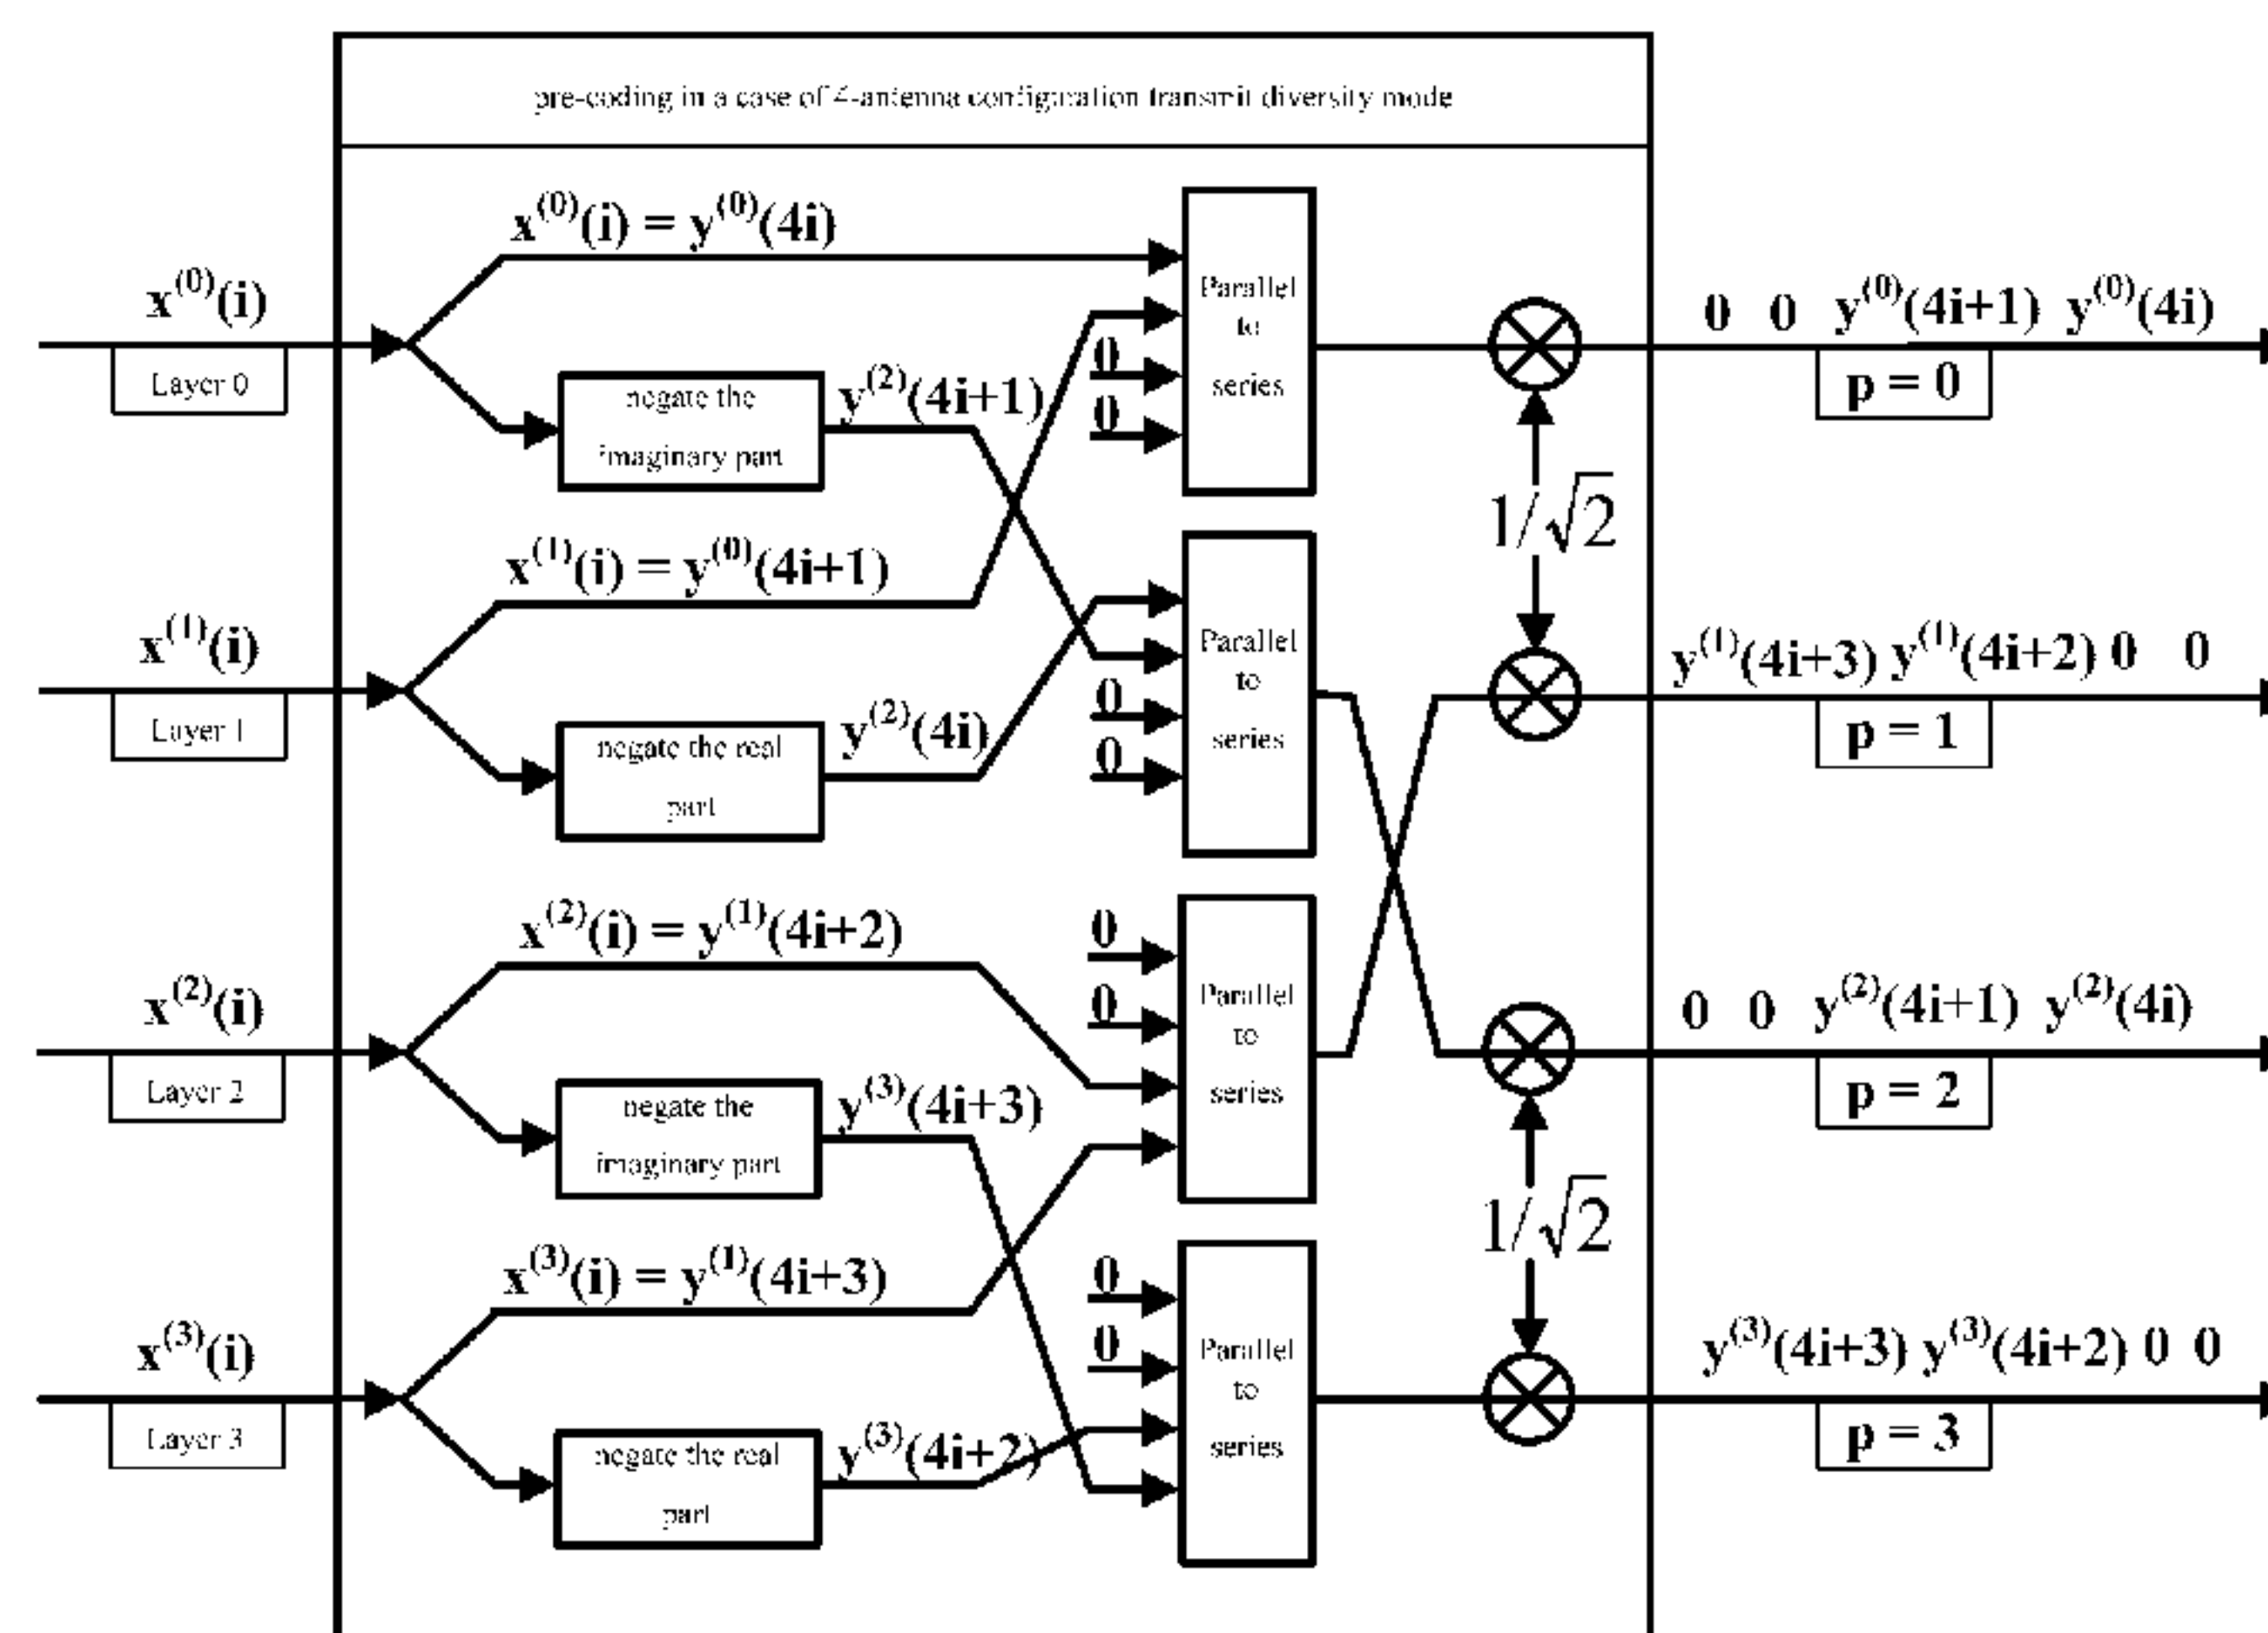 pre-coding in a case of 4-antenna configuration transmit diversity mode
x⁽⁰⁾(i) = y⁽⁰⁾(4i)
x⁽⁰⁾(i)
Layer 0
negate the
imaginary part
y⁽²⁾(4i+1)
0
0
Parallel
to
series
0 0 y⁽⁰⁾(4i+1) y⁽⁰⁾(4i)
p = 0
1/√2
x⁽¹⁾(i) = y⁽⁰⁾(4i+1)
x⁽¹⁾(i)
Layer 1
negate the real
part
y⁽²⁾(4i)
0
0
Parallel
to
series
y⁽¹⁾(4i+3) y⁽¹⁾(4i+2) 0 0
p = 1
x⁽²⁾(i) = y⁽¹⁾(4i+2)
x⁽²⁾(i)
Layer 2
negate the
imaginary part
y⁽³⁾(4i+3)
0
0
Parallel
to
series
0 0 y⁽²⁾(4i+1) y⁽²⁾(4i)
p = 2
1/√2
x⁽³⁾(i) = y⁽¹⁾(4i+3)
x⁽³⁾(i)
Layer 3
negate the real
part
y⁽³⁾(4i+2)
0
0
Parallel
to
series
y⁽³⁾(4i+3) y⁽³⁾(4i+2) 0 0
p = 3